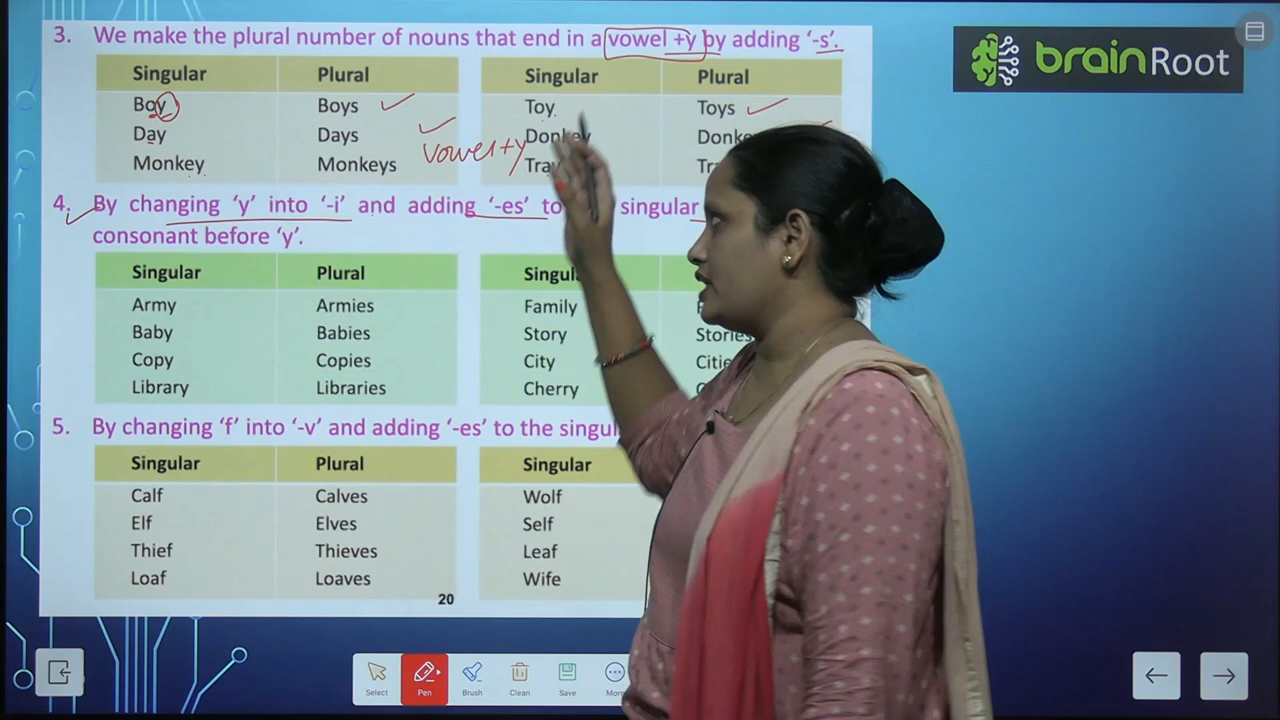 3. We make the plural number of nouns that end in a vowel +y by adding '-s'.
Singular Plural Singular Plural
Boy Boys Toy Toys
Day Days Donkey
Monkey Monkeys
vowel+y
4. By changing 'y' into '-i' and adding '-es' to singular
consonant before 'y'.
Singular Plural
Army Armies Family
Baby Babies Story Stories
Copy Copies City
Library Libraries Cherry
5. By changing 'f' into '-v' and adding '-es' to the
Singular Plural Singular
Calf Calves Wolf
Elf Elves Self
Thief Thieves Leaf
Loaf Loaves Wife
20
brainRoot
Select Pen Brush Clean Save